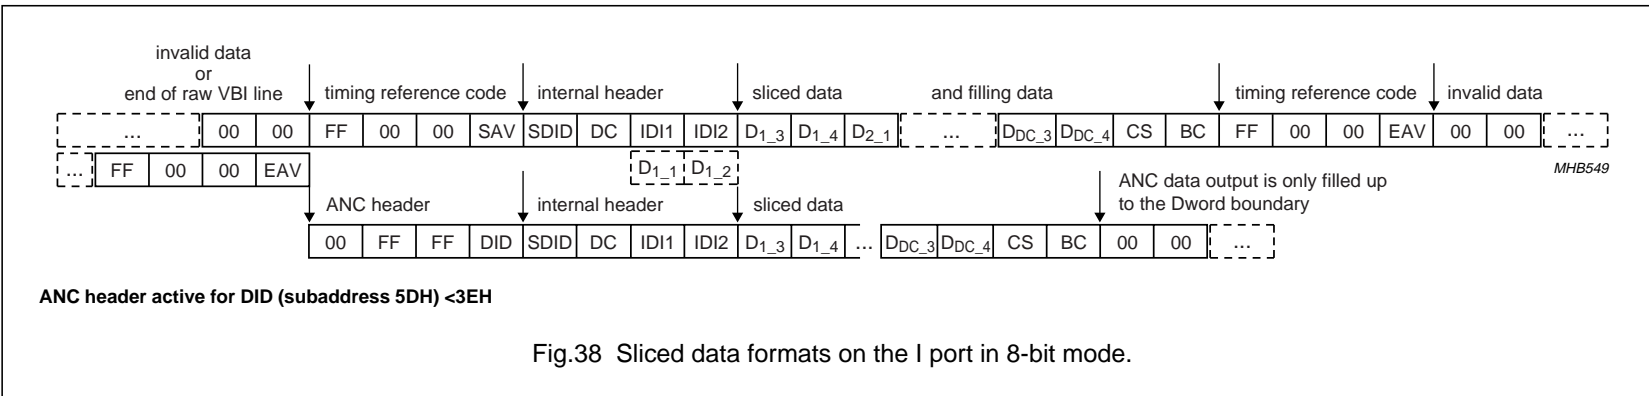 invalid data
or
end of raw VBI line
timing reference code
internal header
sliced data
and filling data
timing reference code
invalid data
... 00 00 FF 00 00 SAV SDID DC IDI1 IDI2 D1_3 D1_4 D2_1 ... DDC_3 DDC_4 CS BC FF 00 00 EAV 00 00 ...
... FF 00 00 EAV D1_1 D1_2
MHB549
ANC header
internal header
sliced data
ANC data output is only filled up
to the Dword boundary
00 FF FF DID SDID DC IDI1 IDI2 D1_3 D1_4 ... DDC_3 DDC_4 CS BC 00 00 ...
ANC header active for DID (subaddress 5DH) <3EH
Fig.38 Sliced data formats on the I port in 8-bit mode.